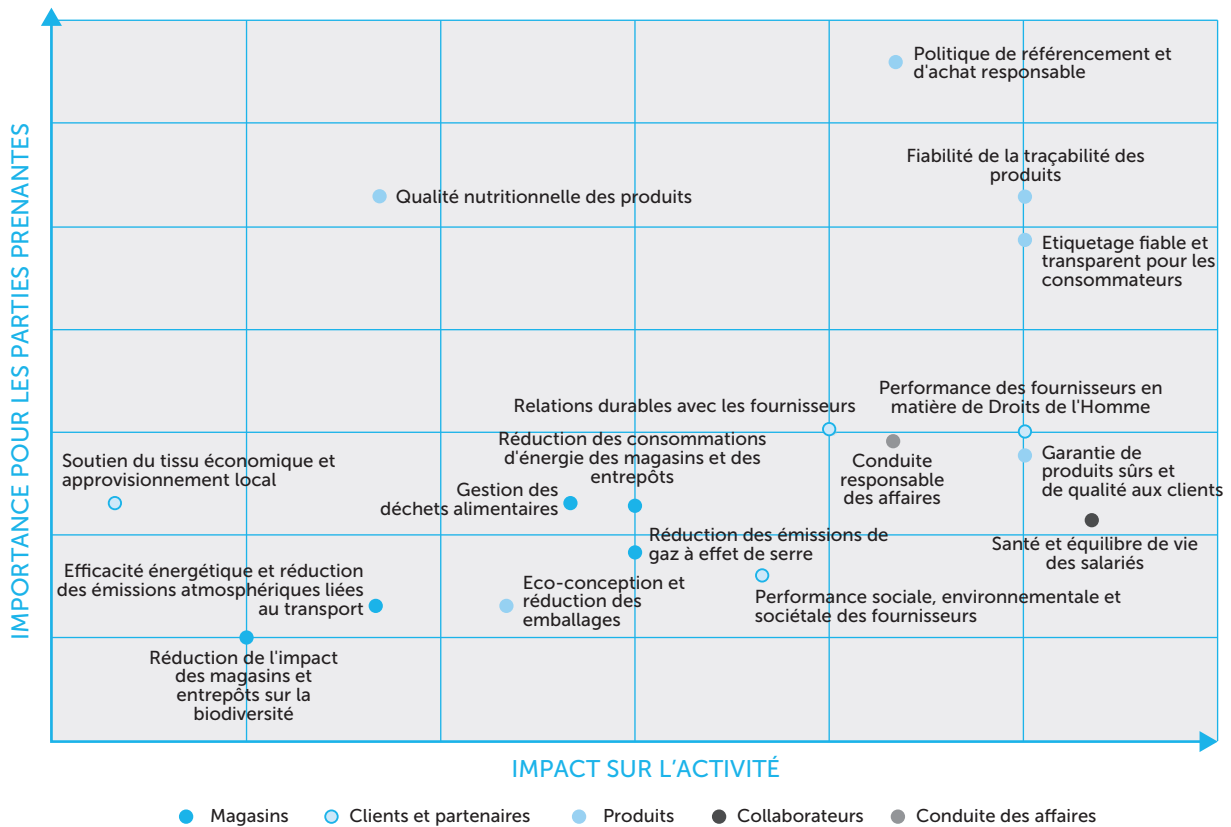 IMPORTANCE POUR LES PARTIES PRENANTES
Politique de référencement et
d'achat responsable
Fiabilité de la traçabilité des
produits
Qualité nutritionnelle des produits
Etiquetage fiable et
transparent pour les
consommateurs
Performance des fournisseurs en
matière de Droits de l'Homme
Relations durables avec les fournisseurs
Réduction des consommations
d'énergie des magasins et des
entrepôts
Conduite
responsable
des affaires
Garantie de
produits sûrs et
de qualité aux clients
Soutien du tissu économique et
approvisionnement local
Gestion des
déchets alimentaires
Réduction des émissions de
gaz à effet de serre
Santé et équilibre de vie
des salariés
Efficacité énergétique et réduction
des émissions atmosphériques liées
au transport
Eco-conception et
réduction des
emballages
Performance sociale, environnementale et
sociétale des fournisseurs
Réduction de l'impact
des magasins et
entrepôts sur la
biodiversité
IMPACT SUR L'ACTIVITÉ
Magasins
Clients et partenaires
Produits
Collaborateurs
Conduite des affaires